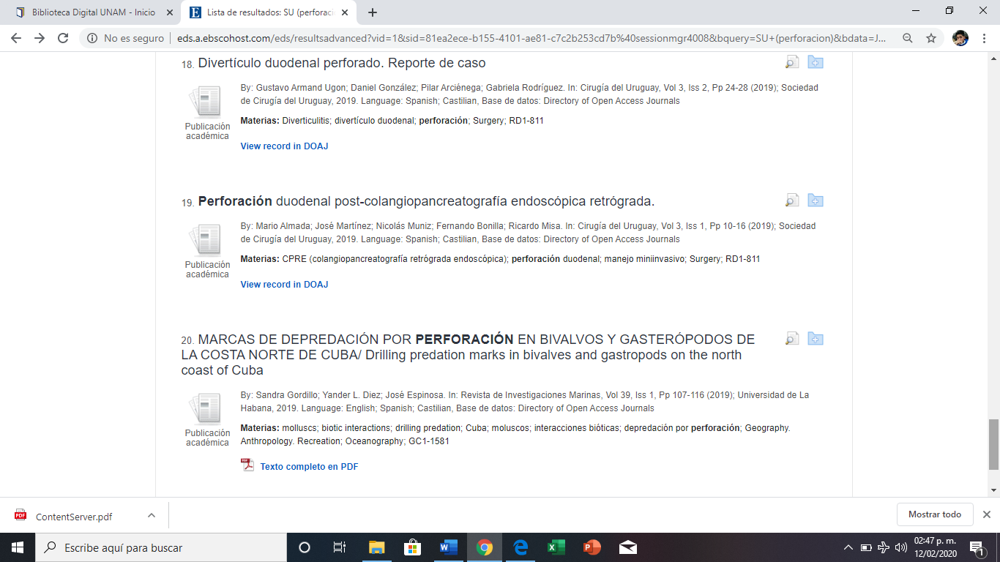 Biblioteca Digital UNAM - Inicio
Lista de resultados: SU (perforaci
No es seguro
eds.a.ebscohost.com/eds/resultsadvanced?vid=1&sid=81ea2ece-b155-4101-ae81-c7c2b253cd7b%40sessionmgr4008&bquery=SU+(perforacion)&bdata=J...
18. Divertículo duodenal perforado. Reporte de caso
By: Gustavo Armand Ugon; Daniel González; Pilar Arciénega; Gabriela Rodríguez. In: Cirugía del Uruguay, Vol 3, Iss 2, Pp 24-28 (2019); Sociedad
de Cirugía del Uruguay, 2019. Language: Spanish; Castilian, Base de datos: Directory of Open Access Journals
Publicación
académica
Materias: Diverticulitis; divertículo duodenal; perforación; Surgery; RD1-811
View record in DOAJ
19. Perforación duodenal post-colangiopancreatografía endoscópica retrógrada.
By: Mario Almada; José Martínez; Nicolás Muniz; Fernando Bonilla; Ricardo Misa. In: Cirugía del Uruguay, Vol 3, Iss 1, Pp 10-16 (2019); Sociedad
de Cirugía del Uruguay, 2019. Language: Spanish; Castilian, Base de datos: Directory of Open Access Journals
Publicación
académica
Materias: CPRE (colangiopancreatografía retrógrada endoscópica); perforación duodenal; manejo miniinvasivo; Surgery; RD1-811
View record in DOAJ
20. MARCAS DE DEPREDACIÓN POR PERFORACIÓN EN BIVALVOS Y GASTERÓPODOS DE
LA COSTA NORTE DE CUBA/ Drilling predation marks in bivalves and gastropods on the north
coast of Cuba
By: Sandra Gordillo; Yander L. Diez; José Espinosa. In: Revista de Investigaciones Marinas, Vol 39, Iss 1, Pp 107-116 (2019); Universidad de La
Habana, 2019. Language: English; Spanish; Castilian, Base de datos: Directory of Open Access Journals
Publicación
académica
Materias: molluscs; biotic interactions; drilling predation; Cuba; moluscos; interacciones bióticas; depredación por perforación; Geography.
Anthropology. Recreation; Oceanography; GC1-1581
Texto completo en PDF
ContentServer.pdf
Mostrar todo
Escribe aquí para buscar
02:47 p. m.
12/02/2020
1